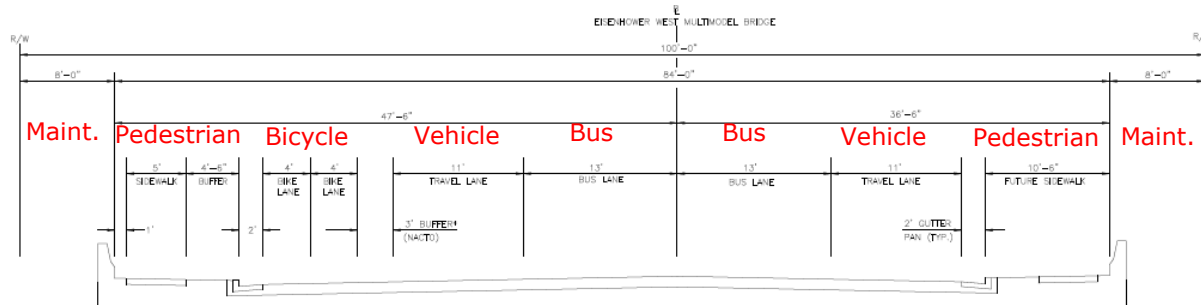 ℄
EISENHOWER WEST MULTIMODEL BRIDGE
R/W
R/
100'-0"
8'-0"
84'-0"
8'-0"
47'-6"
36'-6"
Maint.
Pedestrian
Bicycle
Vehicle
Bus
Bus
Vehicle
Pedestrian
Maint.
5'
SIDEWALK
4'-6"
BUFFER
4'
BIKE
LANE
4'
BIKE
LANE
11'
TRAVEL LANE
13'
BUS LANE
13'
BUS LANE
11'
TRAVEL LANE
10'-6"
FUTURE SIDEWALK
1'
2'
3' BUFFER*
(NACTO)
2' GUTTER
PAN (TYP.)